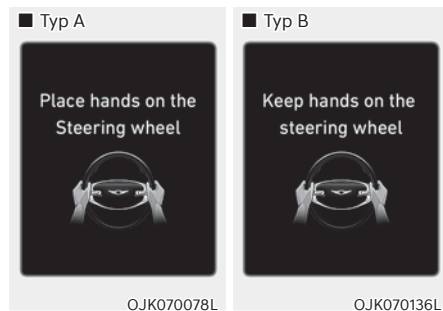 ■ Typ A
Place hands on the
Steering wheel
OJK070078L
■ Typ B
Keep hands on the
steering wheel
OJK070136L